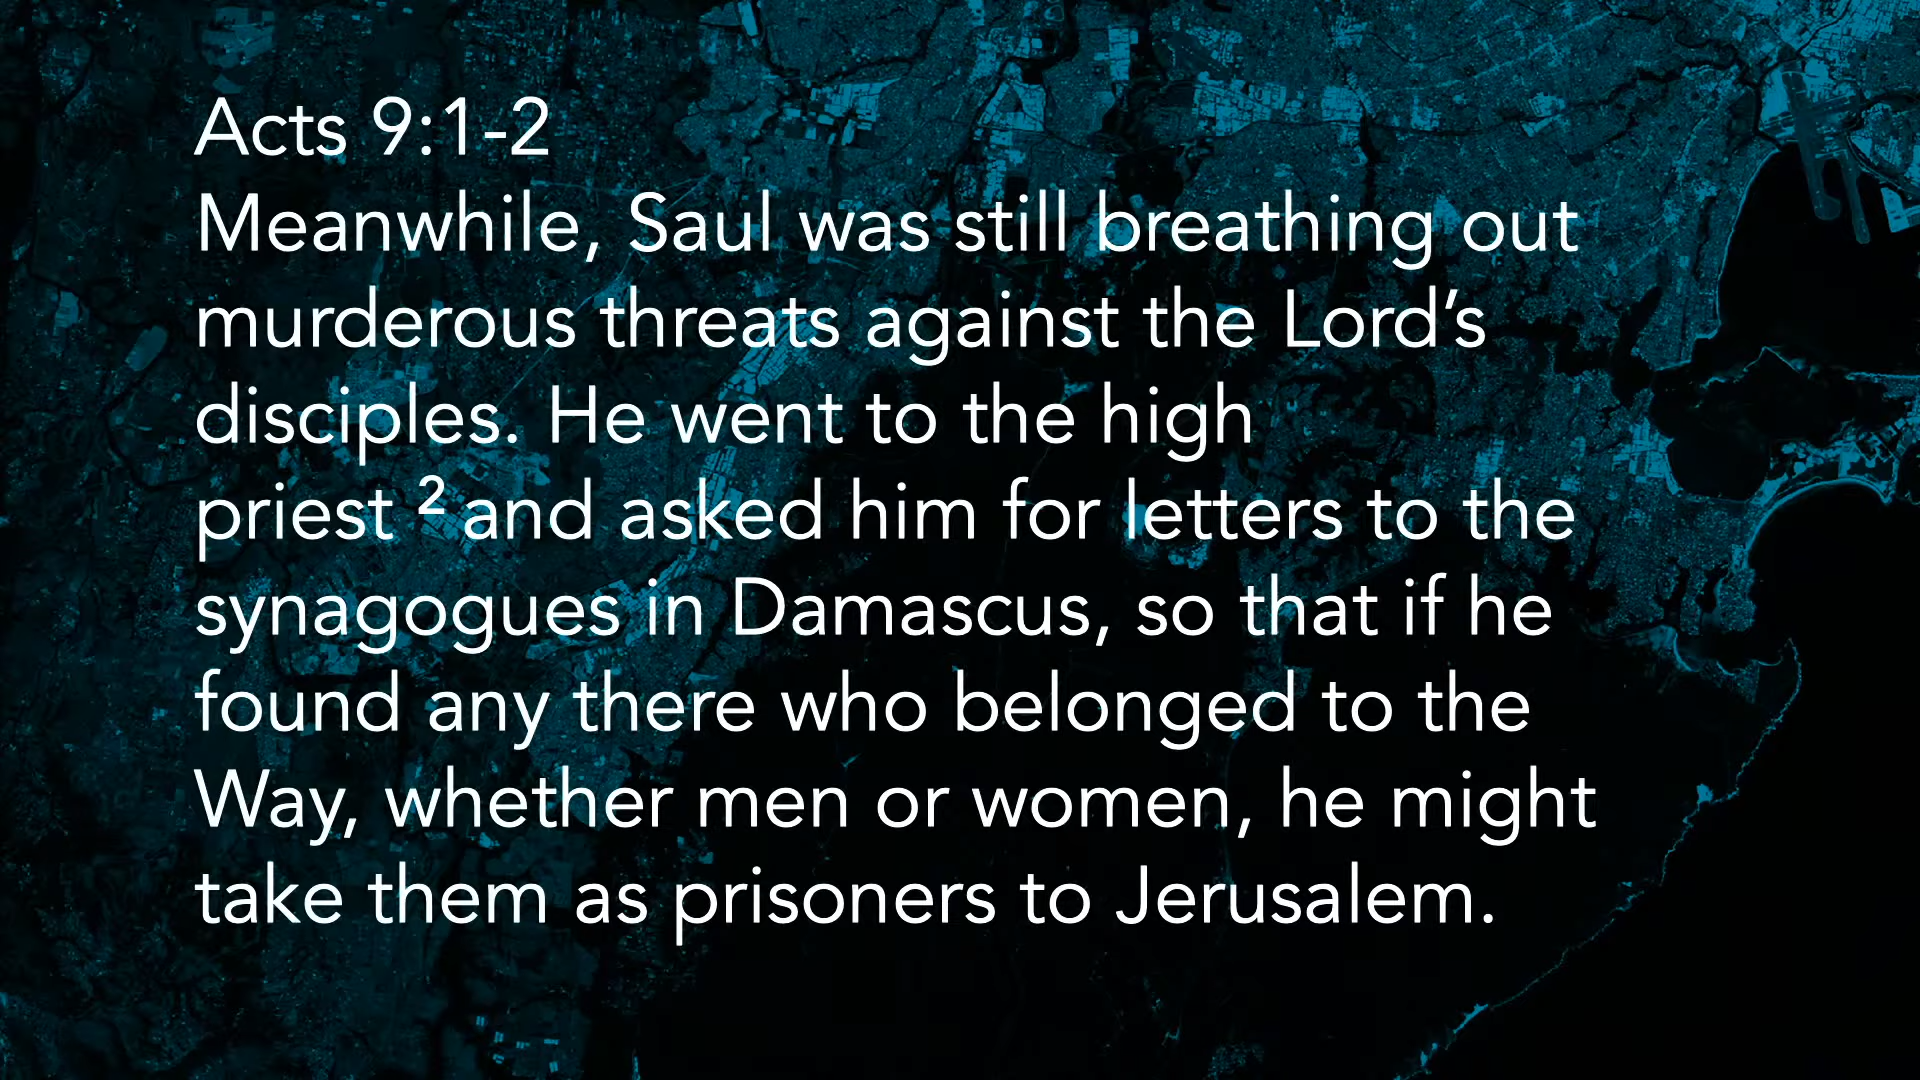 Acts 9:1-2
Meanwhile, Saul was still breathing out
murderous threats against the Lord’s
disciples. He went to the high
priest ² and asked him for letters to the
synagogues in Damascus, so that if he
found any there who belonged to the
Way, whether men or women, he might
take them as prisoners to Jerusalem.